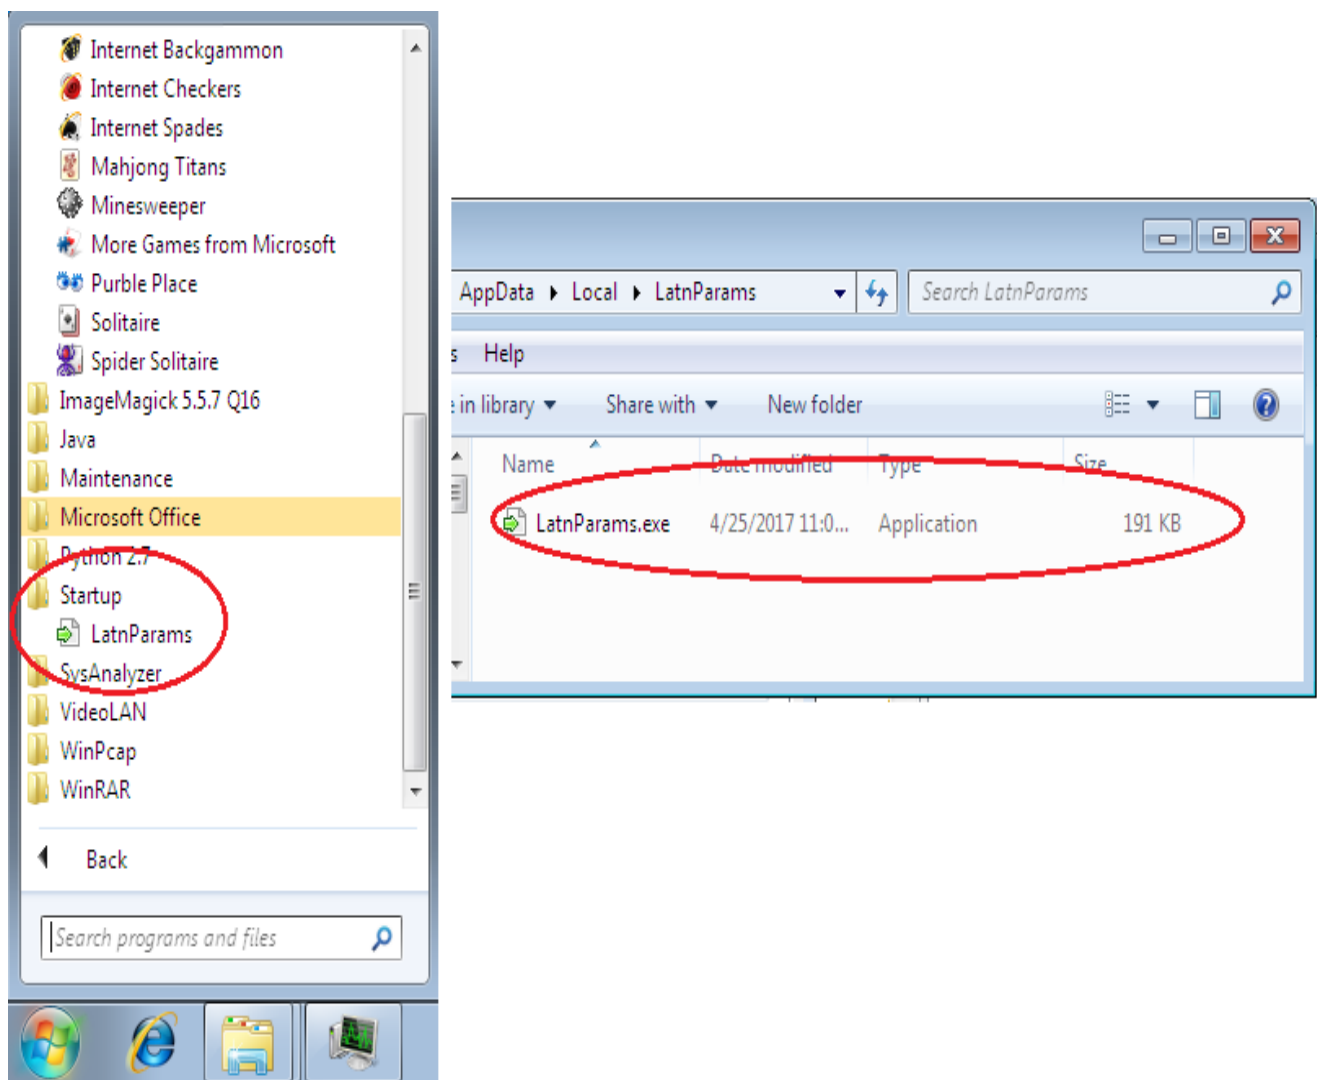 Internet Backgammon
Internet Checkers
Internet Spades
Mahjong Titans
Minesweeper
More Games from Microsoft
Purble Place
Solitaire
Spider Solitaire
ImageMagick 5.5.7 Q16
Java
Maintenance
Microsoft Office
Python 2.7
Startup
LatnParams
SysAnalyzer
VideoLAN
WinPcap
WinRAR
Back
Search programs and files
AppData Local LatnParams Search LatnParams
s Help
e in library Share with New folder
Name Date modified Type Size
LatnParams.exe 4/25/2017 11:0... Application 191 KB